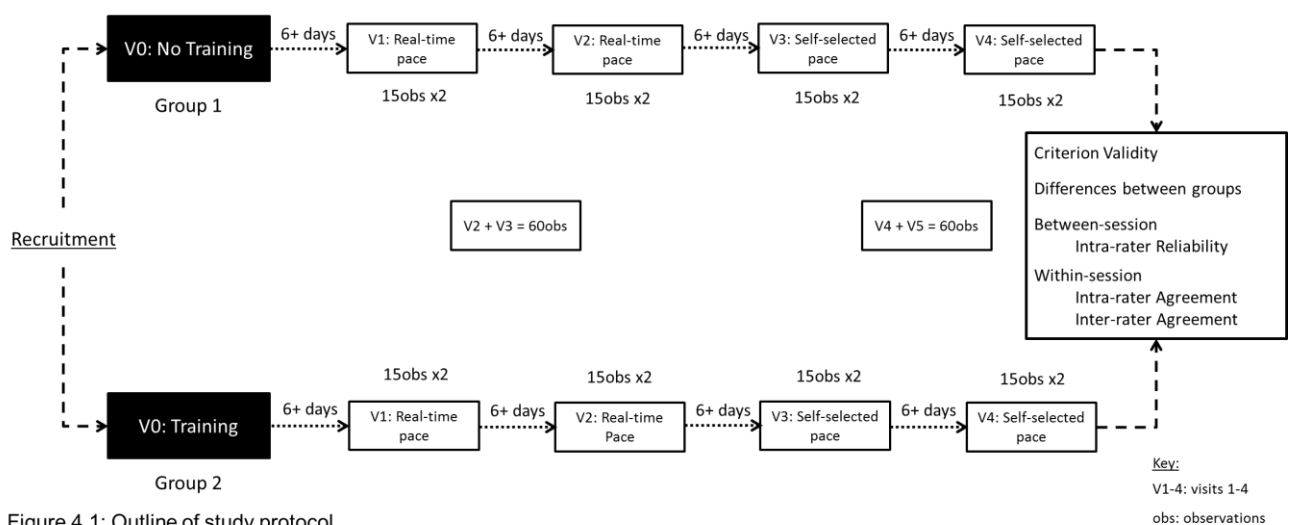 V0: No Training
Group 1
6+ days
V1: Real-time
pace
15obs x2
6+ days
V2: Real-time
pace
15obs x2
6+ days
V3: Self-selected
pace
15obs x2
6+ days
V4: Self-selected
pace
15obs x2
Recruitment
V2 + V3 = 60obs
V4 + V5 = 60obs
Criterion Validity
Differences between groups
Between-session
Intra-rater Reliability
Within-session
Intra-rater Agreement
Inter-rater Agreement
V0: Training
Group 2
6+ days
15obs x2
V1: Real-time
pace
6+ days
15obs x2
V2: Real-time
Pace
6+ days
15obs x2
V3: Self-selected
pace
6+ days
15obs x2
V4: Self-selected
pace
Key:
V1-4: visits 1-4
obs: observations
Figure 4.1: Outline of study protocol